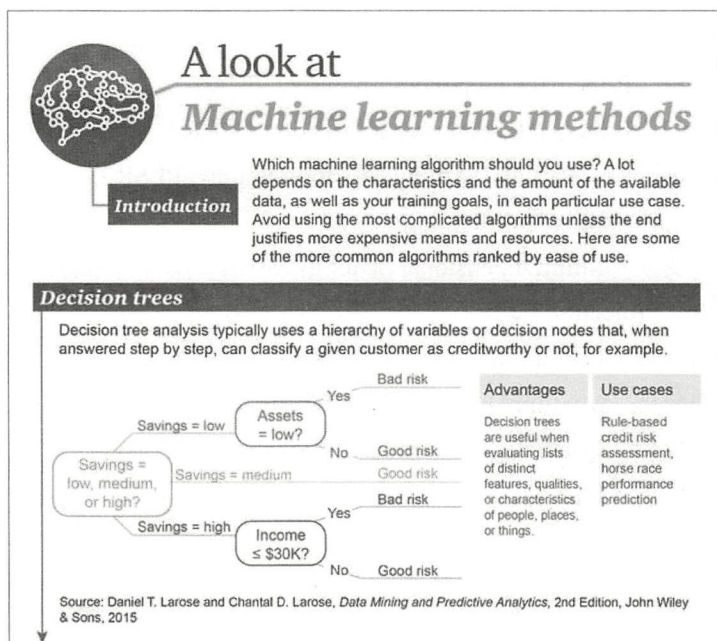 A look at
Machine learning methods
Introduction
Which machine learning algorithm should you use? A lot
depends on the characteristics and the amount of the available
data, as well as your training goals, in each particular use case.
Avoid using the most complicated algorithms unless the end
justifies more expensive means and resources. Here are some
of the more common algorithms ranked by ease of use.
Decision trees
Decision tree analysis typically uses a hierarchy of variables or decision nodes that, when
answered step by step, can classify a given customer as creditworthy or not, for example.
Savings =
low, medium,
or high?
Savings = low
Assets
= low?
Yes
Bad risk
No
Good risk
Savings = medium
Good risk
Savings = high
Income
≤ $30K?
Yes
Bad risk
No
Good risk
Advantages
Decision trees
are useful when
evaluating lists
of distinct
features, qualities,
or characteristics
of people, places,
or things.
Use cases
Rule-based
credit risk
assessment,
horse race
performance
prediction
Source: Daniel T. Larose and Chantal D. Larose, Data Mining and Predictive Analytics, 2nd Edition, John Wiley
& Sons, 2015